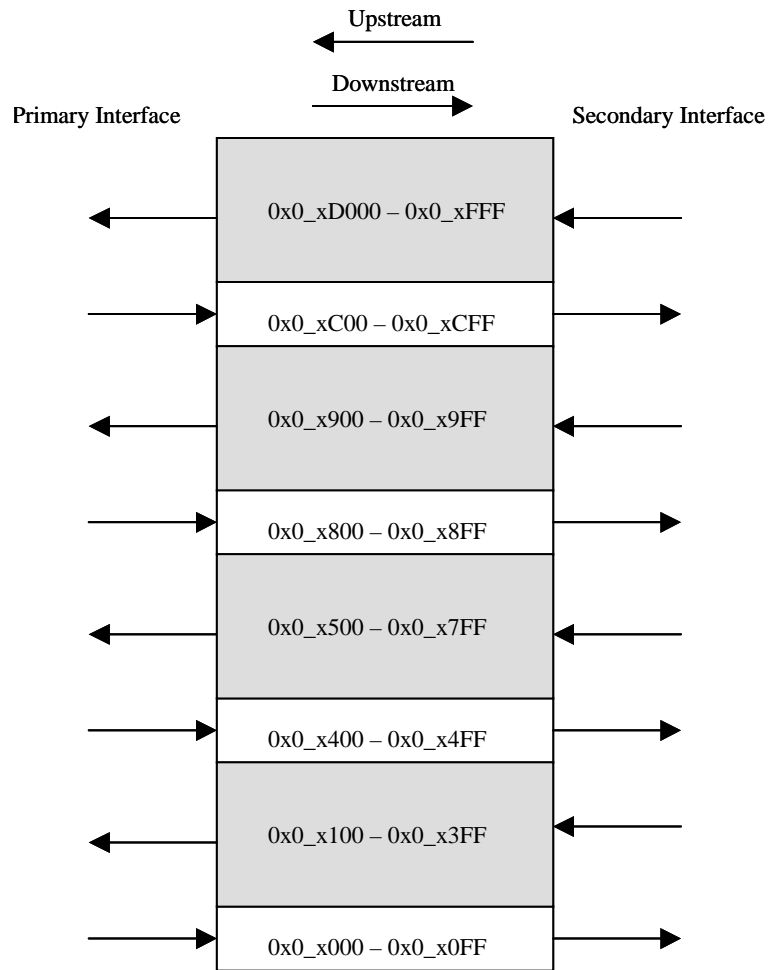 Upstream
Downstream
Primary Interface
Secondary Interface
0x0_xD000 – 0x0_xFFF
0x0_xC00 – 0x0_xCFF
0x0_x900 – 0x0_x9FF
0x0_x800 – 0x0_x8FF
0x0_x500 – 0x0_x7FF
0x0_x400 – 0x0_x4FF
0x0_x100 – 0x0_x3FF
0x0_x000 – 0x0_x0FF